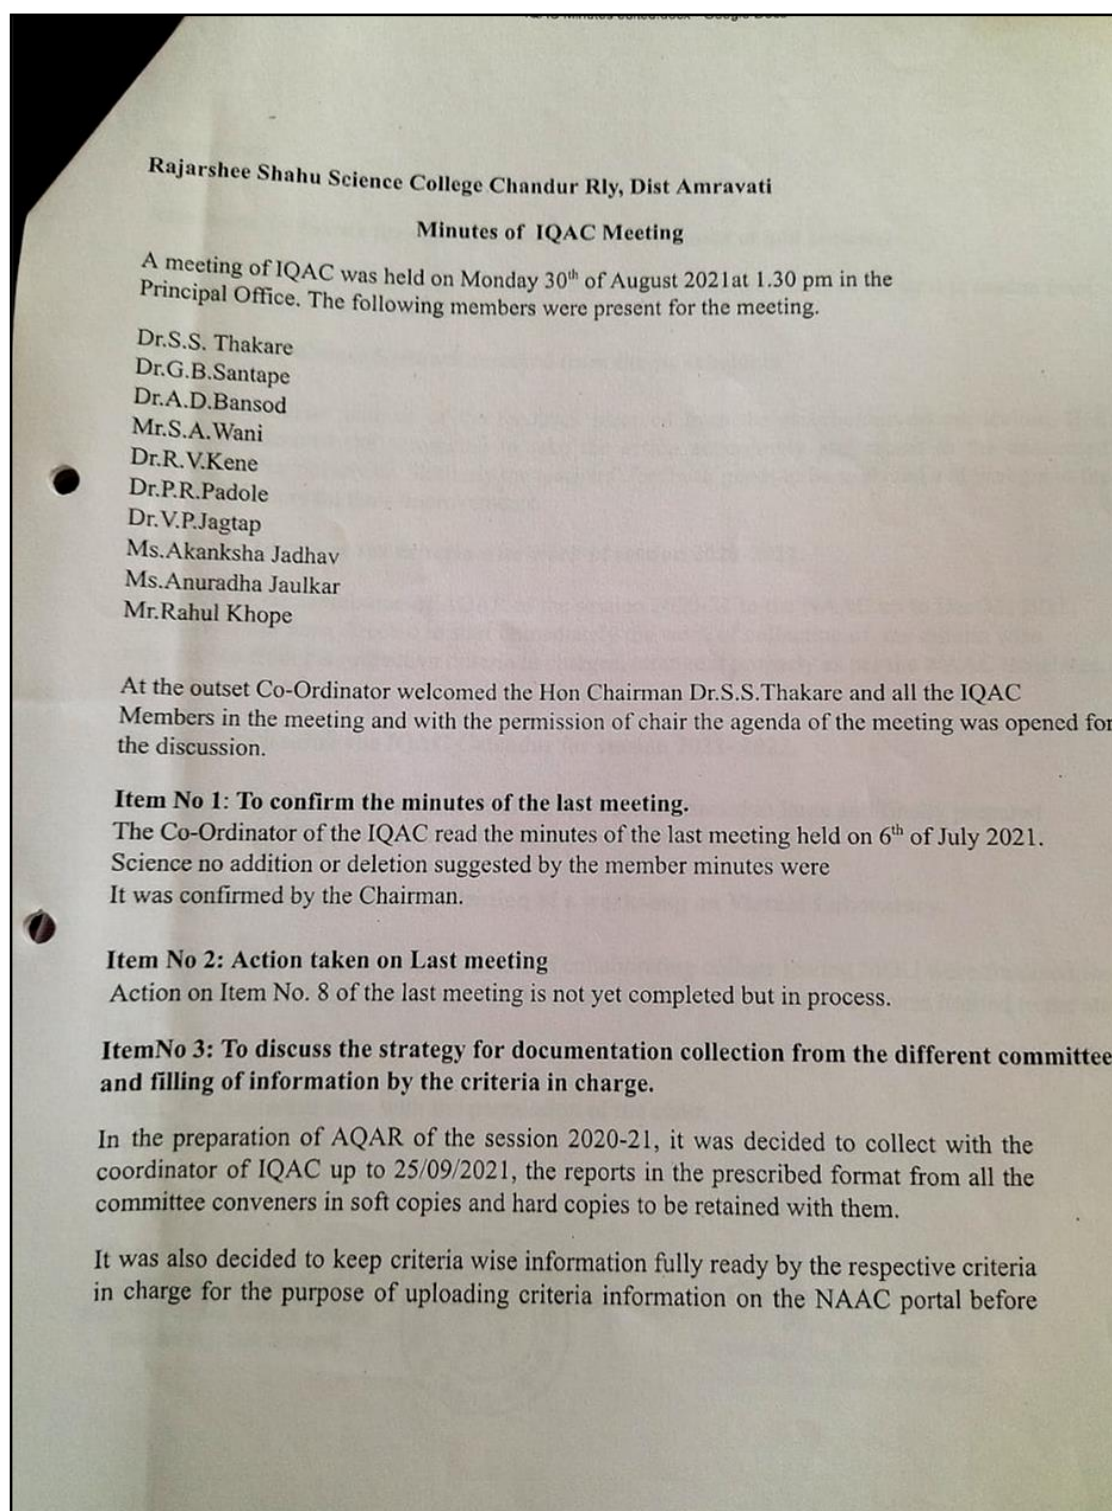 Rajarshee Shahu Science College Chandur Rly, Dist Amravati
Minutes of IQAC Meeting
A meeting of IQAC was held on Monday 30th of August 2021at 1.30 pm in the
Principal Office. The following members were present for the meeting.
Dr.S.S. Thakare
Dr.G.B.Santape
Dr.A.D.Bansod
Mr.S.A.Wani
Dr.R.V.Kene
Dr.P.R.Padole
Dr.V.P.Jagtap
Ms.Akanksha Jadhav
Ms.Anuradha Jaulkar
Mr.Rahul Khope
At the outset Co-Ordinator welcomed the Hon Chairman Dr.S.S.Thakare and all the IQAC
Members in the meeting and with the permission of chair the agenda of the meeting was opened for
the discussion.
Item No 1: To confirm the minutes of the last meeting.
The Co-Ordinator of the IQAC read the minutes of the last meeting held on 6th of July 2021.
Science no addition or deletion suggested by the member minutes were
It was confirmed by the Chairman.
Item No 2: Action taken on Last meeting
Action on Item No. 8 of the last meeting is not yet completed but in process.
ItemNo 3: To discuss the strategy for documentation collection from the different committee
and filling of information by the criteria in charge.
In the preparation of AQAR of the session 2020-21, it was decided to collect with the
coordinator of IQAC up to 25/09/2021, the reports in the prescribed format from all the
committee conveners in soft copies and hard copies to be retained with them.
It was also decided to keep criteria wise information fully ready by the respective criteria
in charge for the purpose of uploading criteria information on the NAAC portal before